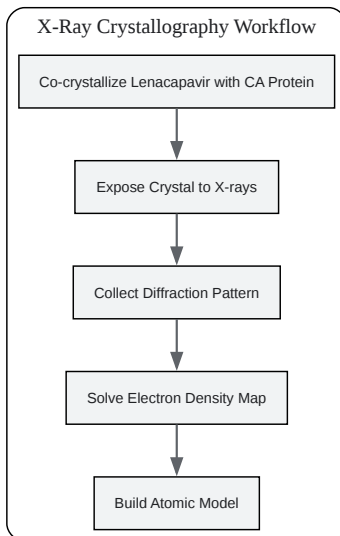 X-Ray Crystallography Workflow
Co-crystallize Lenacapavir with CA Protein
Expose Crystal to X-rays
Collect Diffraction Pattern
Solve Electron Density Map
Build Atomic Model